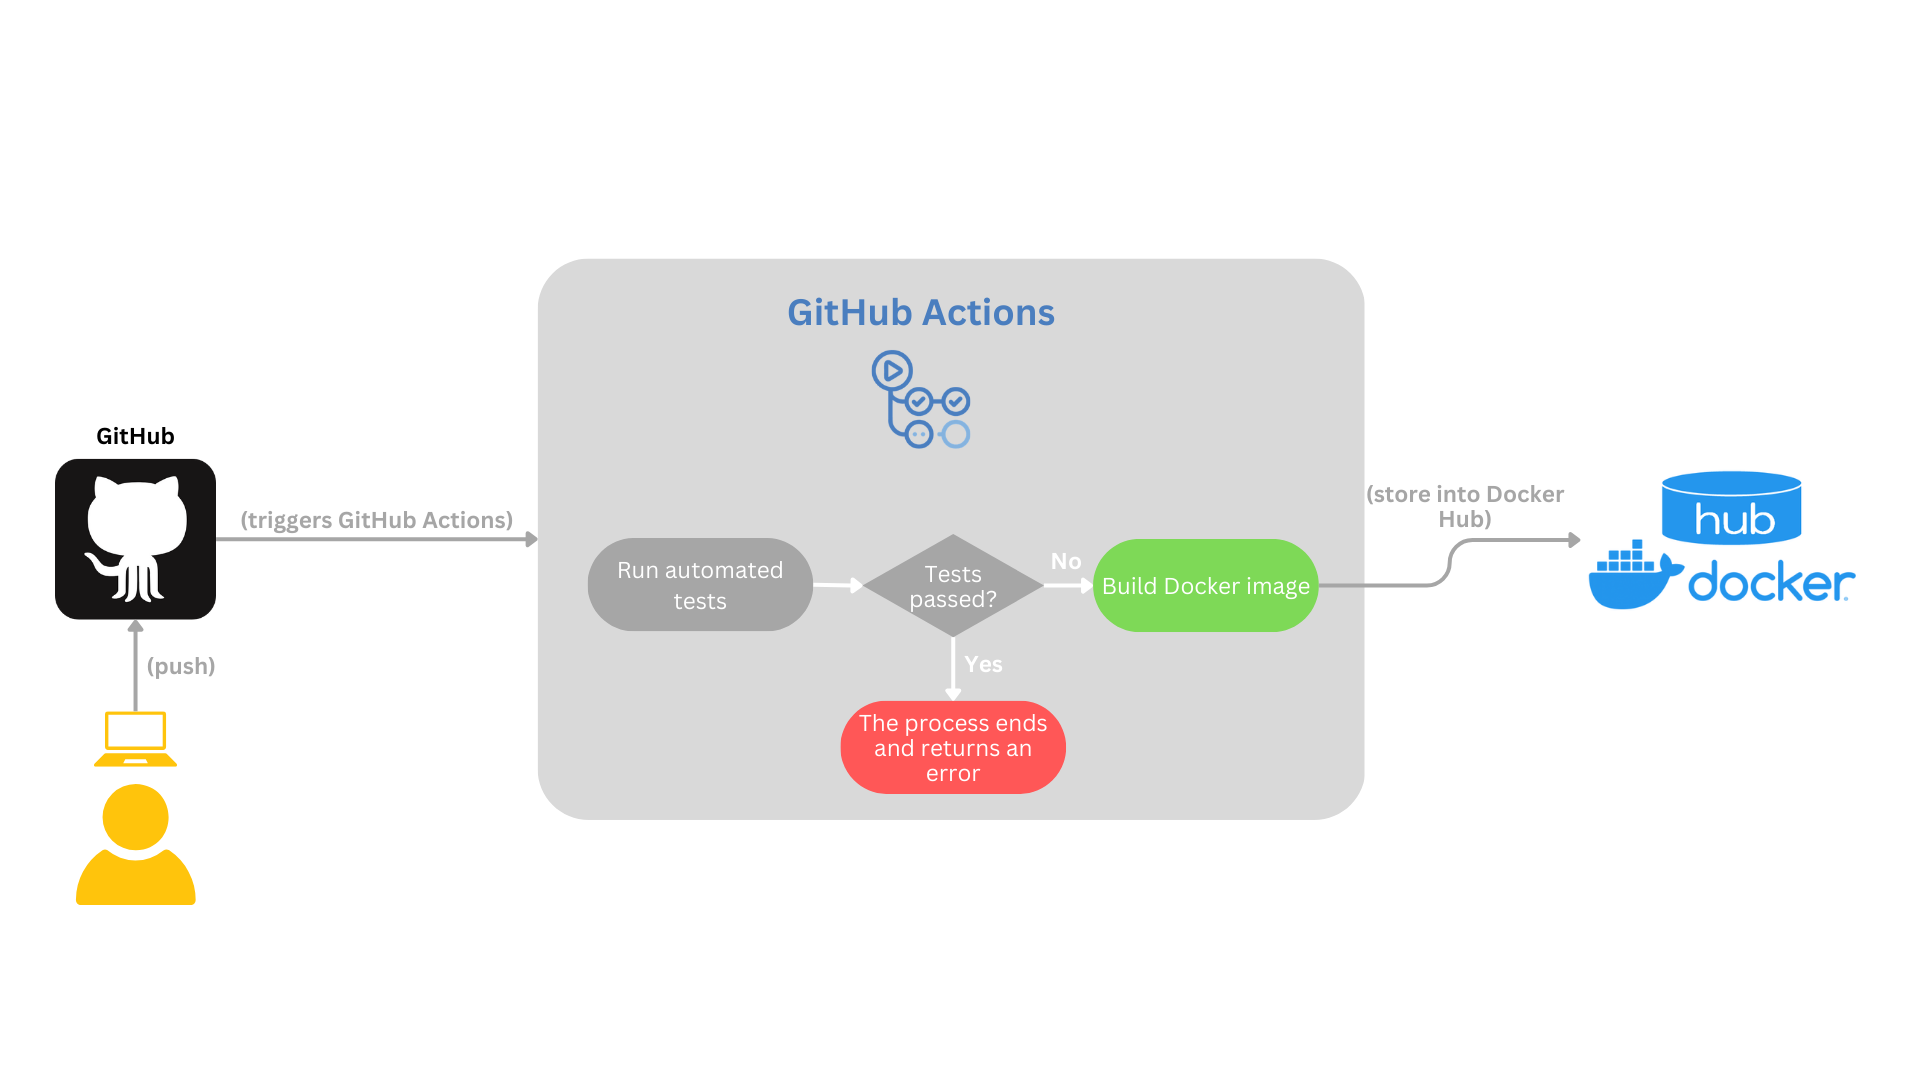 GitHub Actions
GitHub
(triggers GitHub Actions)
(push)
Run automated
tests
Tests
passed?
No
Build Docker image
Yes
The process ends
and returns an
error
(store into Docker
Hub)
hub
docker